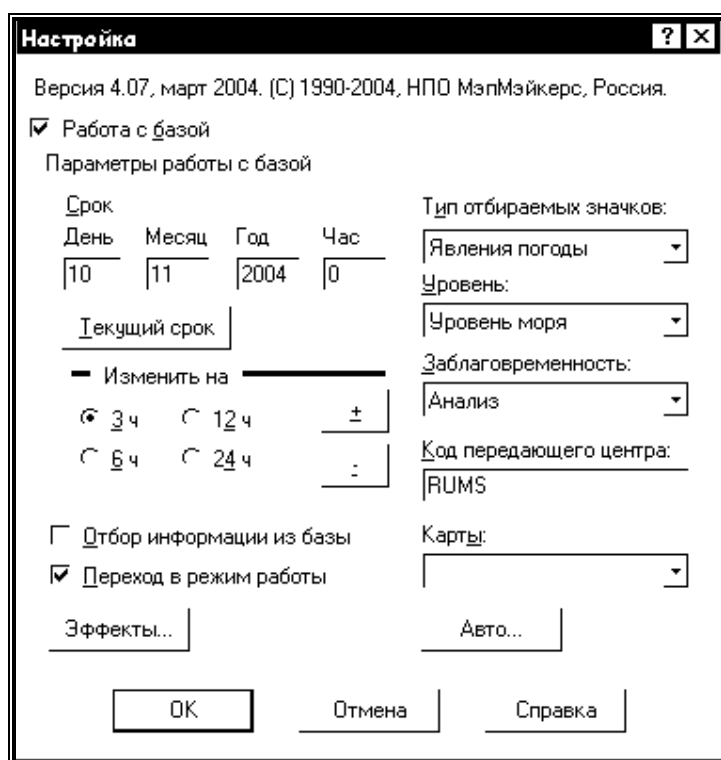 Настройка
Версия 4.07, март 2004. (C) 1990-2004, НПО МэпМэйкерс, Россия.
Работа с базой
Параметры работы с базой
Срок
День Месяц Год Час
10 11 2004 0
Текущий срок
Изменить на
3 ч 12 ч +
6 ч 24 ч -
Тип отбираемых значков:
Явления погоды
Уровень:
Уровень моря
Заблаговременность:
Анализ
Код передающего центра:
RUMS
Отбор информации из базы
Переход в режим работы
Карты:
Эффекты... Авто...
OK Отмена Справка